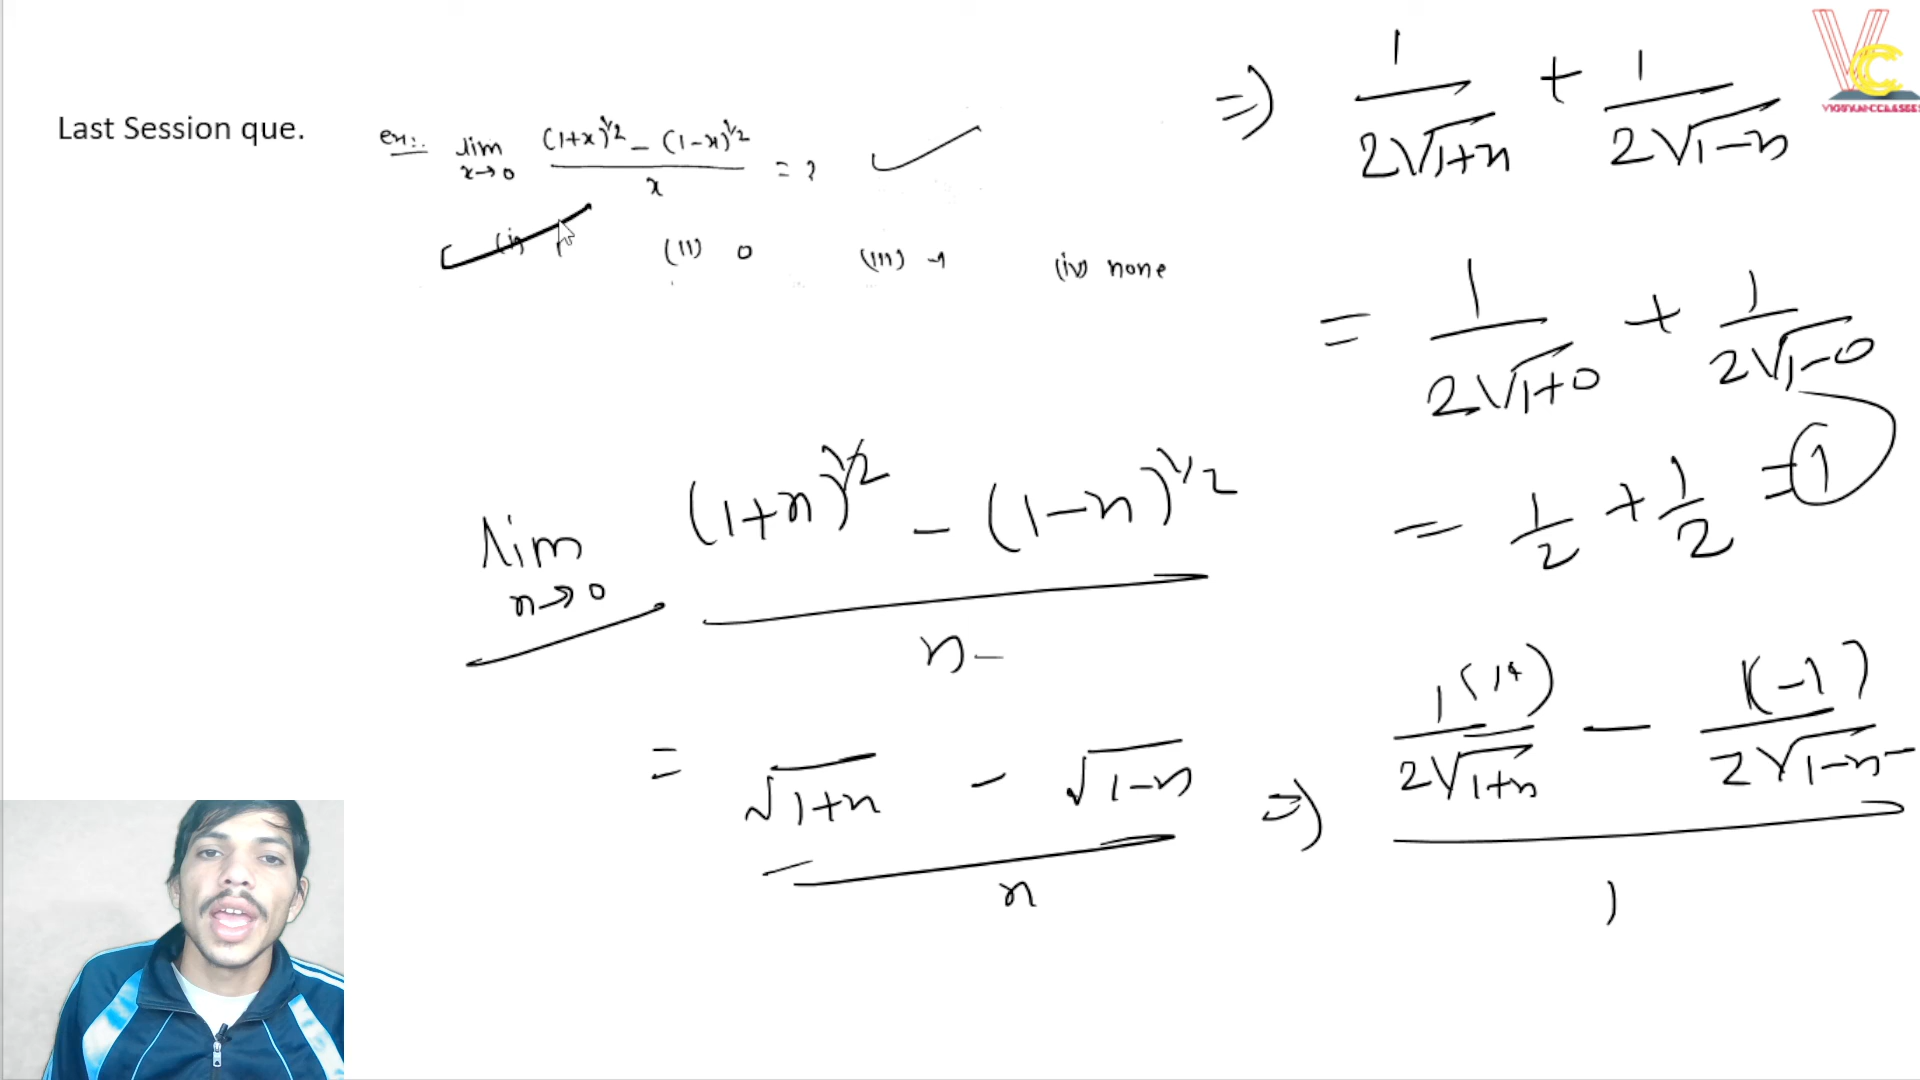 Last Session que.
ex:- lim x→0 ((1+x)^1/2 - (1-x)^1/2) / x = ?
(i) 1 (ii) 0 (iii) -1 (iv) none
lim x→0 ((1+x)^1/2 - (1-x)^1/2) / x
= (√1+x - √1-x) / x
⇒ (1(1) / 2√1+x - 1(-1) / 2√1-x) / 1
⇒ 1 / 2√1+x + 1 / 2√1-x
= 1 / 2√1+0 + 1 / 2√1-0
= 1/2 + 1/2 = 1
VC